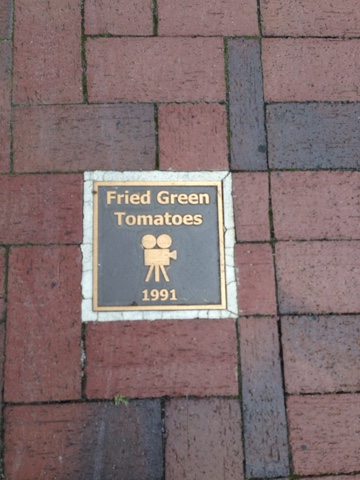 Fried Green
Tomatoes
1991